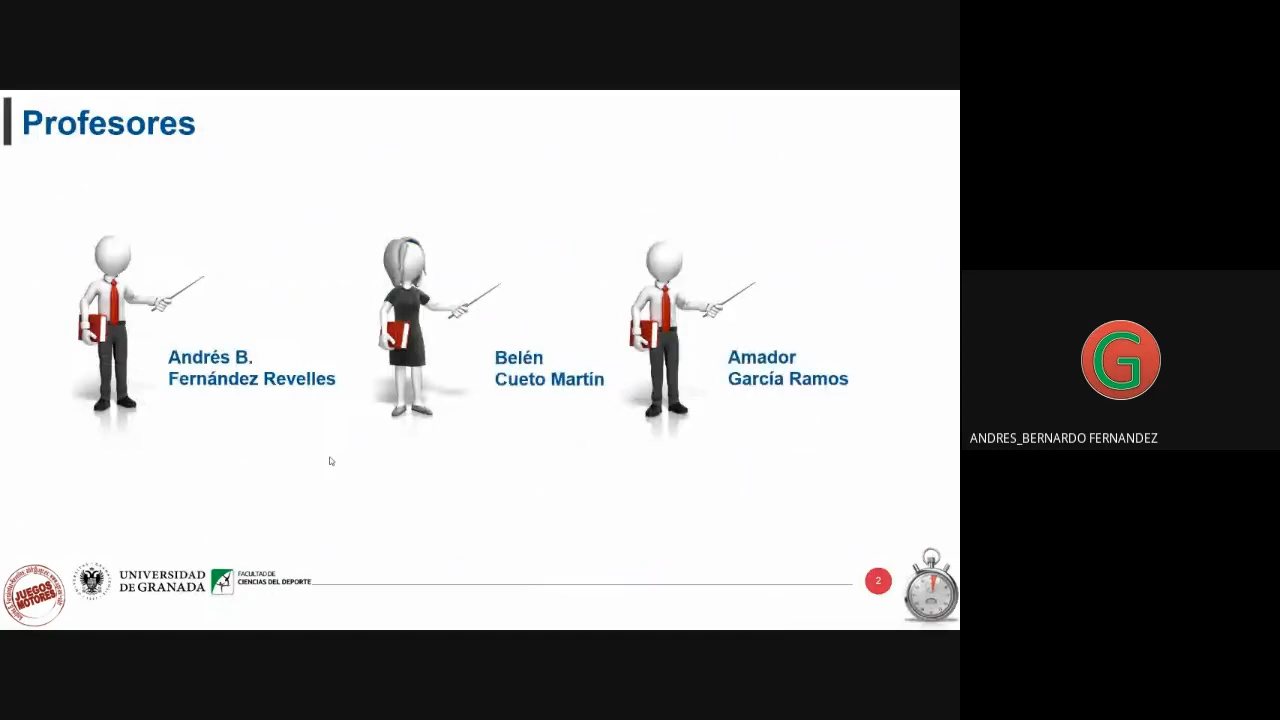 Profesores
Andrés B.
Fernández Revelles
Belén
Cueto Martín
Amador
García Ramos
G
ANDRES_BERNARDO FERNANDEZ
JUEGOS
MOTORES
UNIVERSIDAD
DE GRANADA
FACULTAD DE
CIENCIAS DEL DEPORTE
2